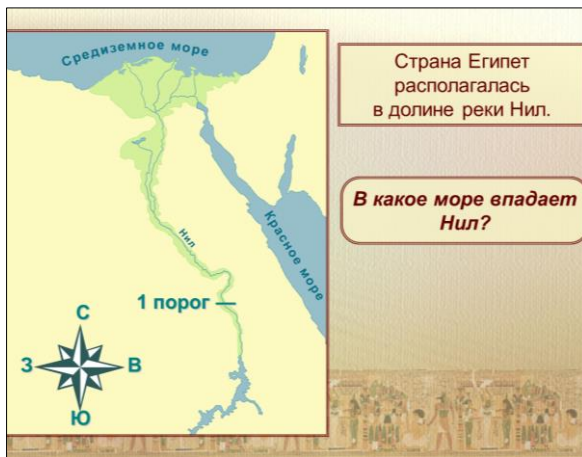 Средиземное море
Страна Египет
располагалась
в долине реки Нил.
В какое море впадает
Нил?
Нил
Красное море
1 порог
С
З
В
Ю